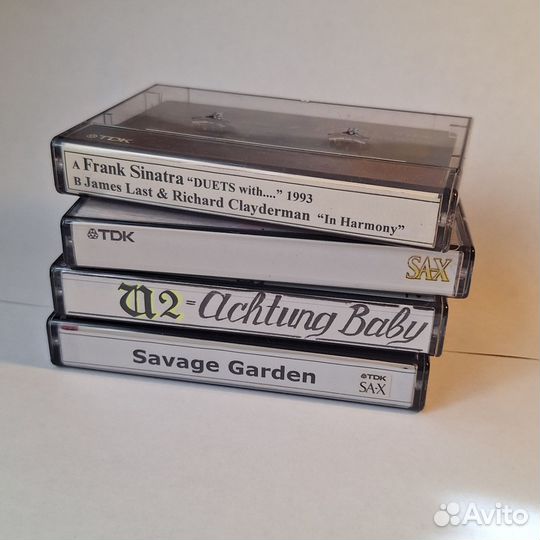 TDK
A Frank Sinatra "DUETS with...." 1993
B James Last & Richard Clayderman "In Harmony"
TDK
SA-X
U2 = Achtung Baby
Savage Garden
TDK
SA-X
Avito